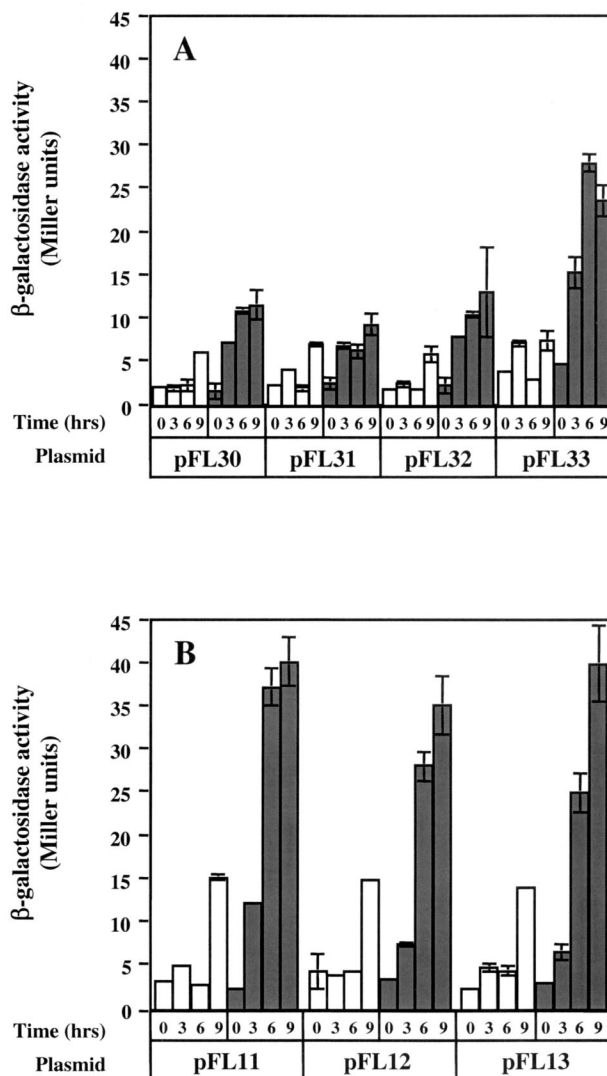 A
β-galactosidase activity
(Miller units)
45
40
35
30
25
20
15
10
5
0
Time (hrs) 0 3 6 9 0 3 6 9 0 3 6 9 0 3 6 9 0 3 6 9 0 3 6 9 0 3 6 9 0 3 6 9
Plasmid pFL30 pFL31 pFL32 pFL33
B
β-galactosidase activity
(Miller units)
45
40
35
30
25
20
15
10
5
0
Time (hrs) 0 3 6 9 0 3 6 9 0 3 6 9 0 3 6 9 0 3 6 9 0 3 6 9
Plasmid pFL11 pFL12 pFL13